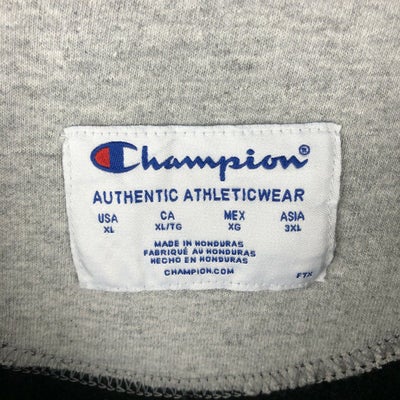 Champion®
AUTHENTIC ATHLETICWEAR
USA CA MEX ASIA
XL XL/TG XG 3XL
MADE IN HONDURAS
FABRIQUÉ AU HONDURAS
HECHO EN HONDURAS
CHAMPION.COM
F7X